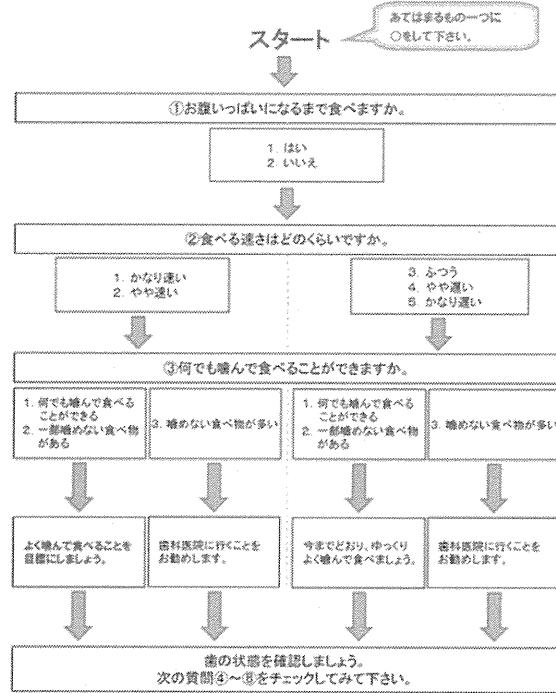 あてはまるもの一つに
○をして下さい。
スタート
①お腹いっぱいになるまで食べますか。
1. はい
2. いいえ
②食べる速さはどのくらいですか。
1. かなり速い
2. やや速い
3. ふつう
4. やや遅い
5. かなり遅い
③何でも噛んで食べることができますか。
1. 何でも噛んで食べる
ことができる
2. 一部噛めない食べ物
がある
3. 噛めない食べ物が多い
1. 何でも噛んで食べる
ことができる
2. 一部噛めない食べ物
がある
3. 噛めない食べ物が多い
よく噛んで食べることを
目標にしましょう。
歯科医院に行くことを
お勧めします。
今までどおり、ゆっくり
よく噛んで食べましょう。
歯科医院に行くことを
お勧めします。
歯の状態を確認しましょう。
次の質問④～⑧をチェックしてみて下さい。